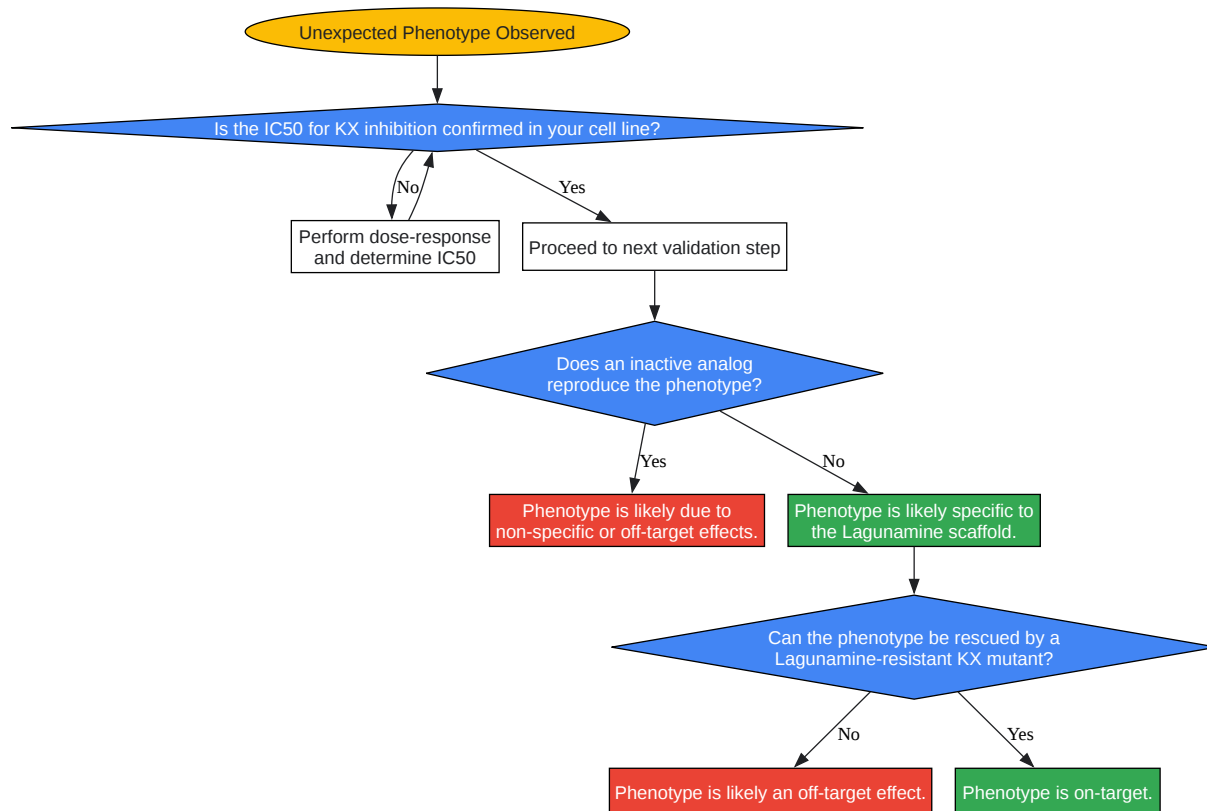 Unexpected Phenotype Observed
Is the IC50 for KX inhibition confirmed in your cell line?
No
Yes
Perform dose-response
and determine IC50
Proceed to next validation step
Does an inactive analog
reproduce the phenotype?
Yes
No
Phenotype is likely due to
non-specific or off-target effects.
Phenotype is likely specific to
the Lagunamine scaffold.
Can the phenotype be rescued by a
Lagunamine-resistant KX mutant?
No
Yes
Phenotype is likely an off-target effect.
Phenotype is on-target.